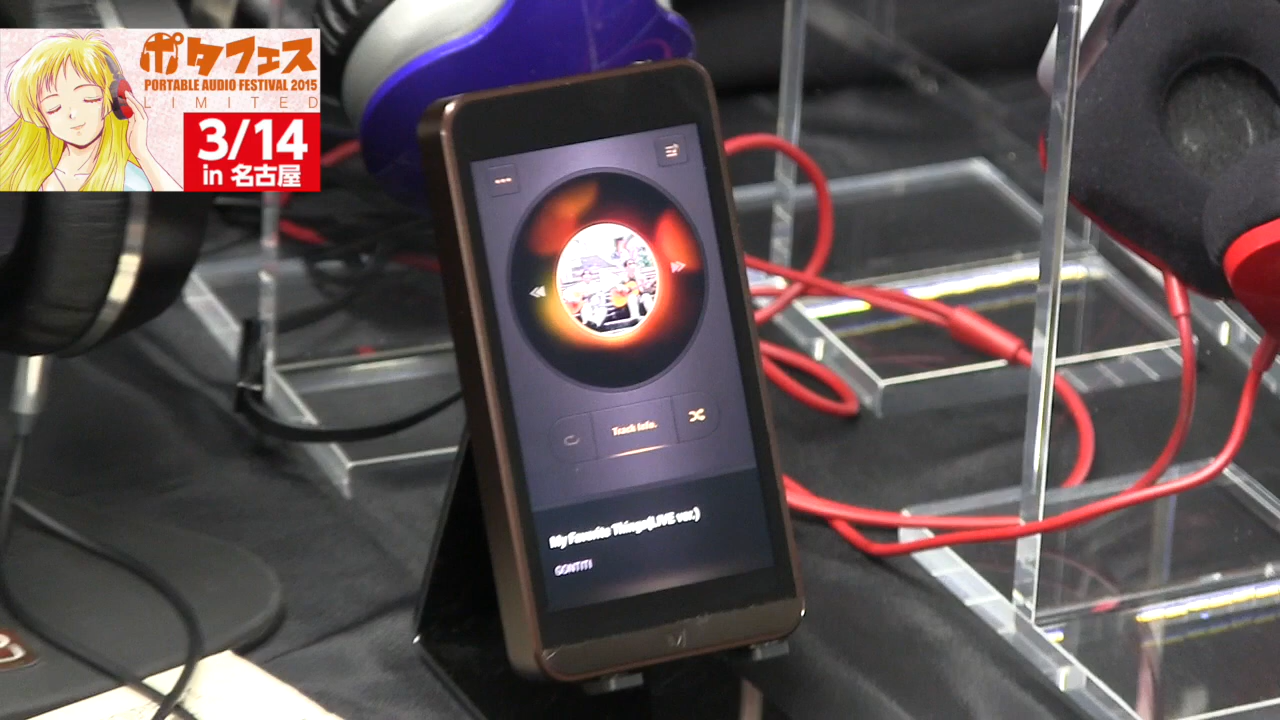 ポタフェス
PORTABLE AUDIO FESTIVAL 2015
LIMITED
3/14
in 名古屋
Track Info.
My Favorite Things(LIVE ver.)
GONTITI